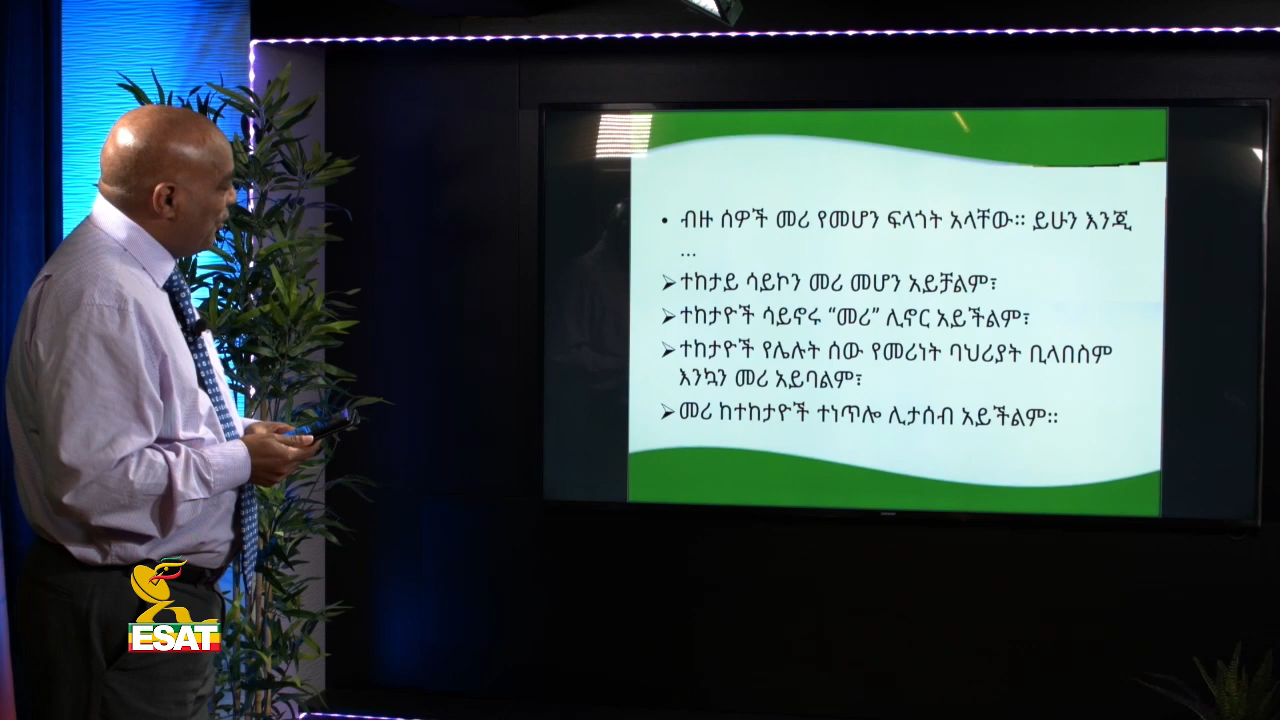 • ብዙ ሰዎች መሪ የመሆን ፍላጎት አላቸው። ይሁን እንጂ
...
➢ ተከታይ ሳይኮን መሪ መሆን አይቻልም፣
➢ ተከታዮች ሳይኖሩ “መሪ” ሊኖር አይችልም፣
➢ ተከታዮች የሌሉት ሰው የመሪነት ባህሪያት ቢላበስም
እንኳን መሪ አይባልም፣
➢ መሪ ከተከታዮች ተነጥሎ ሊታሰብ አይችልም።
ESAT